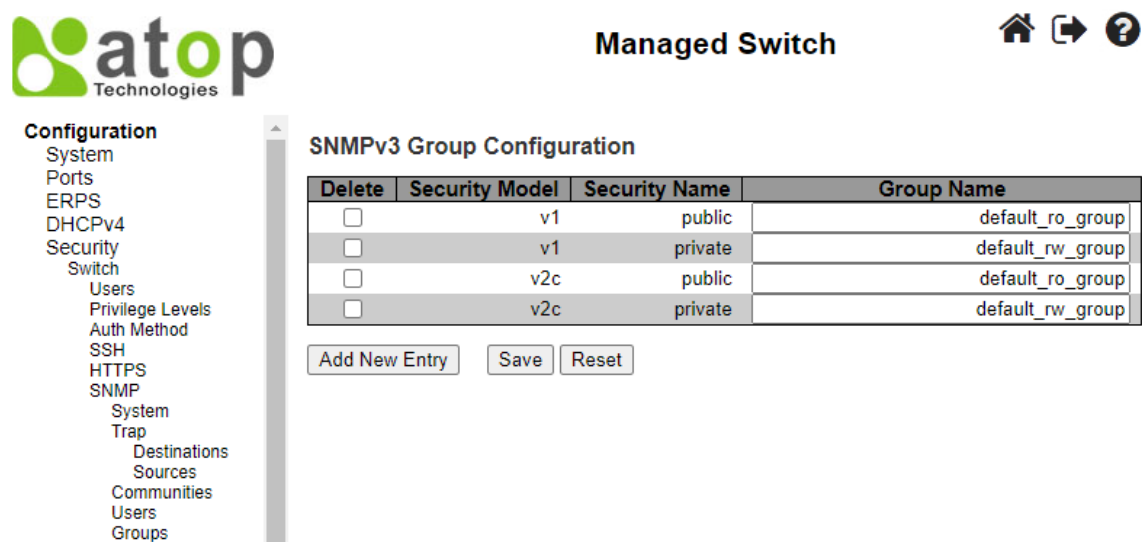 atop
Technologies
Managed Switch
?
Configuration
System
Ports
ERPS
DHCPv4
Security
Switch
Users
Privilege Levels
Auth Method
SSH
HTTPS
SNMP
System
Trap
Destinations
Sources
Communities
Users
Groups
SNMPv3 Group Configuration
Delete Security Model Security Name Group Name
v1 public default_ro_group
v1 private default_rw_group
v2c public default_ro_group
v2c private default_rw_group
Add New Entry Save Reset